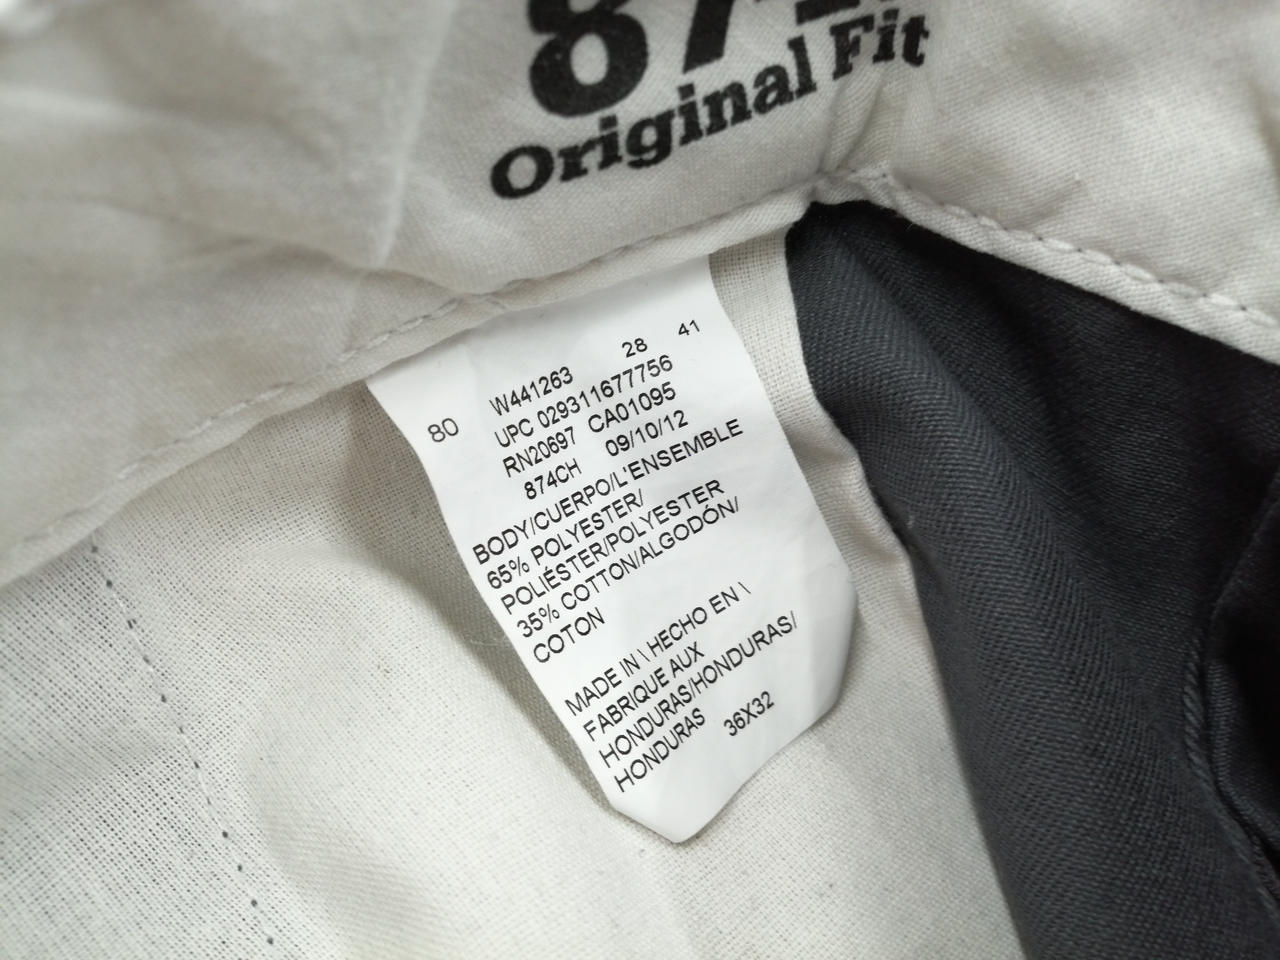 874
Original Fit
28 41
W441263
UPC 029311677756
80
RN20697 CA01095
874CH 09/10/12
BODY/CUERPO/L'ENSEMBLE
65% POLYESTER/
POLIÉSTER/POLYESTER
35% COTTON/ALGODÓN/
COTON
MADE IN \ HECHO EN \
FABRIQUE AUX
HONDURAS/HONDURAS/
HONDURAS 36X32